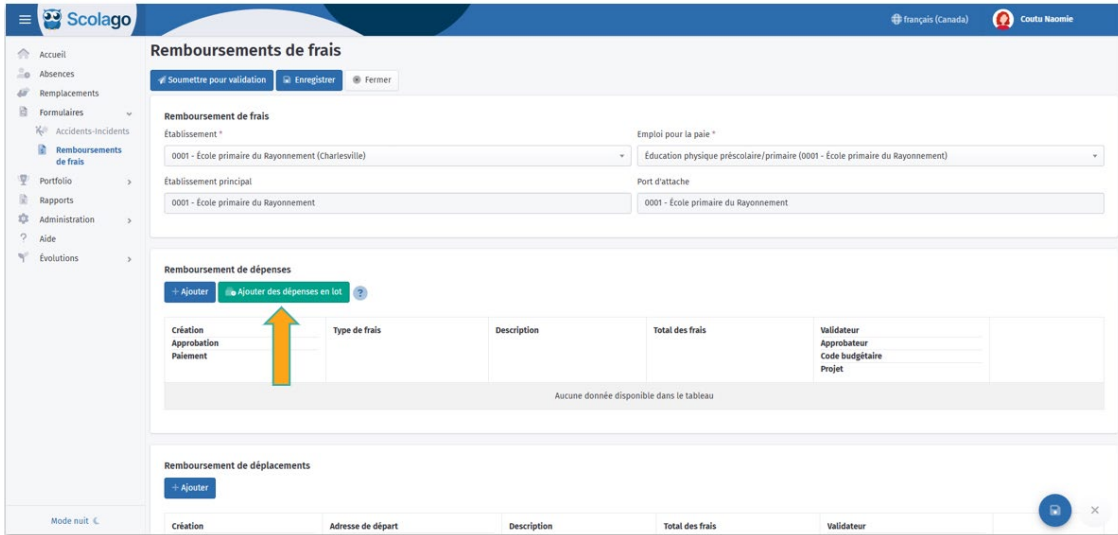 Scolago
français (Canada)
Coutu Naomie
Accueil
Absences
Remplacements
Formulaires
Accidents-Incidents
Remboursements
de frais
Portfolio
Rapports
Administration
? Aide
Évolutions
Mode nuit
Remboursements de frais
Soumettre pour validation
Enregistrer
Fermer
Remboursement de frais
Établissement *
Emploi pour la paie *
0001 - École primaire du Rayonnement (Charlesville)
Éducation physique préscolaire/primaire (0001 - École primaire du Rayonnement)
Établissement principal
Port d'attache
0001 - École primaire du Rayonnement
0001 - École primaire du Rayonnement
Remboursement de dépenses
+ Ajouter
Ajouter des dépenses en lot
?
Création
Approbation
Paiement
Type de frais
Description
Total des frais
Validateur
Approbateur
Code budgétaire
Projet
Aucune donnée disponible dans le tableau
Remboursement de déplacements
+ Ajouter
Création
Adresse de départ
Description
Total des frais
Validateur